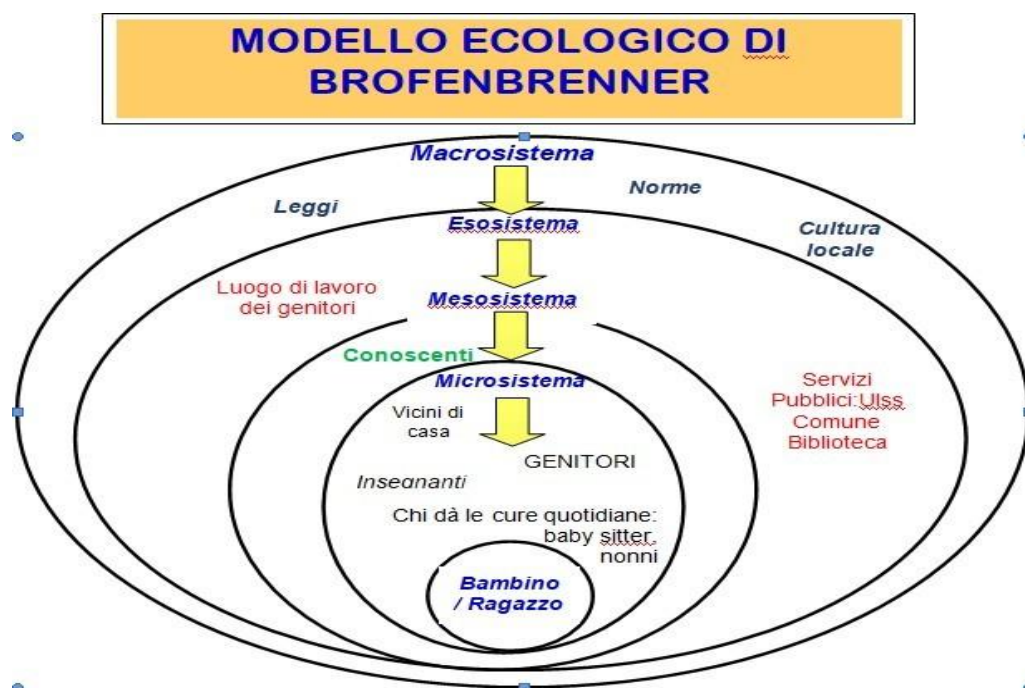 MODELLO ECOLOGICO DI
BROFENBRENNER
Macrosistema
Leggi
Norme
Cultura
locale
Esosistema
Luogo di lavoro
dei genitori
Mesosistema
Conoscenti
Servizi
Pubblici:Ulss
Comune
Biblioteca
Microsistema
Vicini di
casa
GENITORI
Insegnanti
Chi dà le cure quotidiane:
baby sitter,
nonni
Bambino
/ Ragazzo